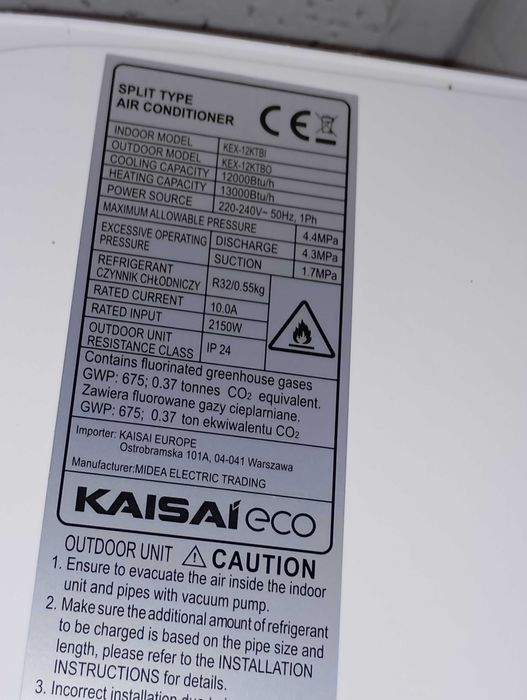 SPLIT TYPE
AIR CONDITIONER
CE
INDOOR MODEL KEX-12KTBI
OUTDOOR MODEL KEX-12KTBO
COOLING CAPACITY 12000Btu/h
HEATING CAPACITY 13000Btu/h
POWER SOURCE 220-240V~ 50Hz, 1Ph
MAXIMUM ALLOWABLE PRESSURE 4.4MPa
EXCESSIVE OPERATING PRESSURE DISCHARGE 4.3MPa
SUCTION 1.7MPa
REFRIGERANT
CZYNNIK CHŁODNICZY R32/0.55kg
RATED CURRENT 10.0A
RATED INPUT 2150W
OUTDOOR UNIT
RESISTANCE CLASS IP 24
Contains fluorinated greenhouse gases
GWP: 675; 0.37 tonnes CO₂ equivalent.
Zawiera fluorowane gazy cieplarniane.
GWP: 675; 0.37 ton ekwiwalentu CO₂
Importer: KAISAI EUROPE
Ostrobramska 101A, 04-041 Warszawa
Manufacturer:MIDEA ELECTRIC TRADING
KAISAI eco
OUTDOOR UNIT ⚠ CAUTION
1. Ensure to evacuate the air inside the indoor
unit and pipes with vacuum pump.
2. Make sure the additional amount of refrigerant
to be charged is based on the pipe size and
length, please refer to the INSTALLATION
INSTRUCTIONS for details.
3. Incorrect installation